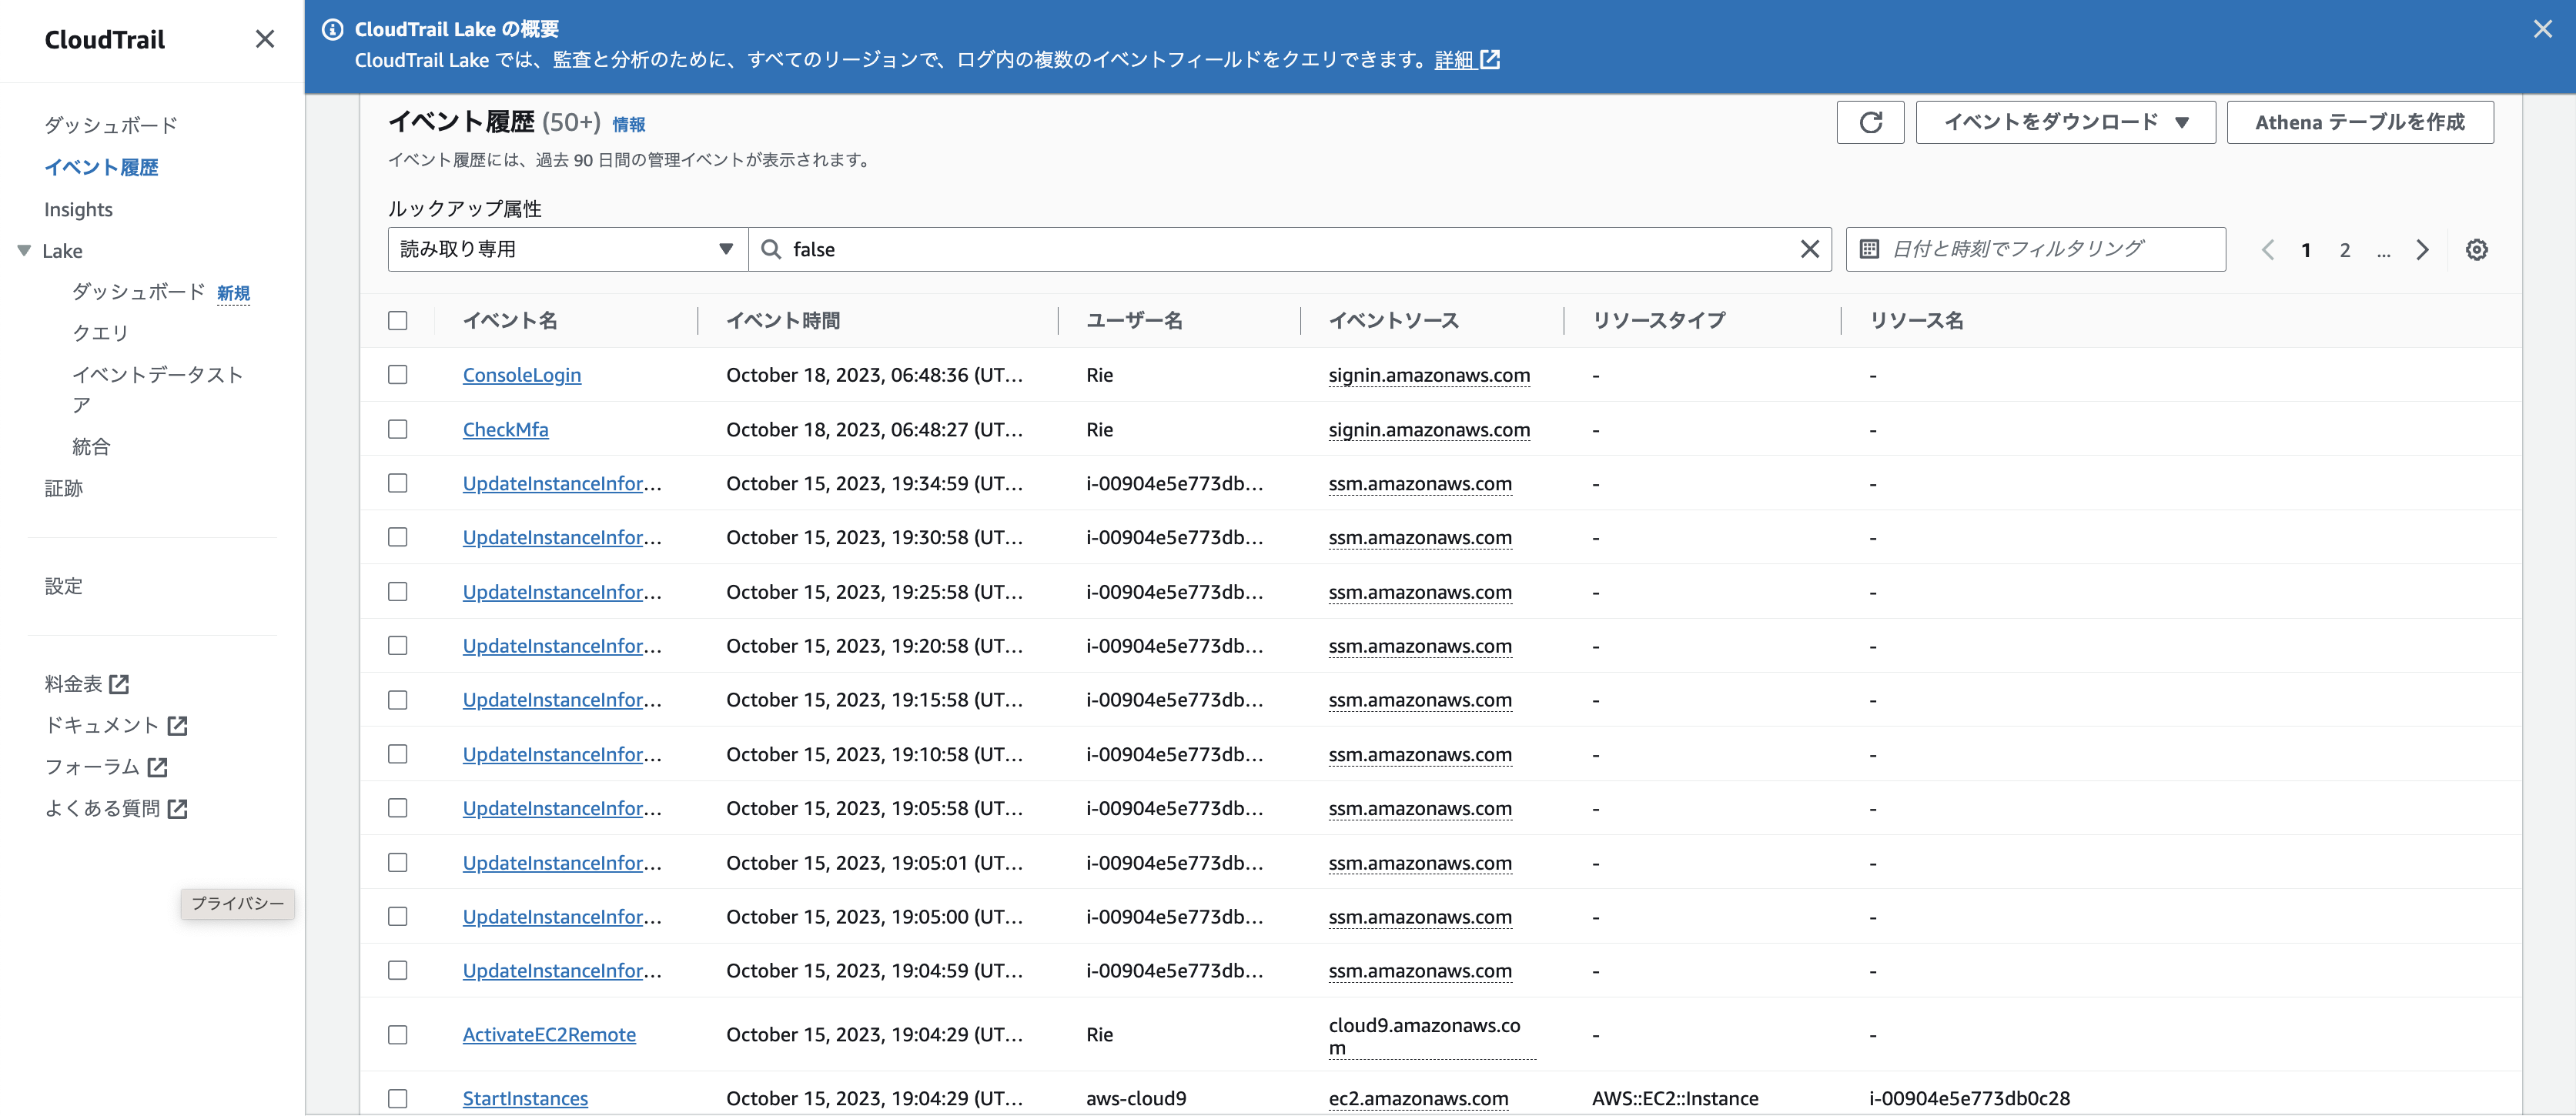 CloudTrail
CloudTrail Lake の概要
CloudTrail Lake では、監査と分析のために、すべてのリージョンで、ログ内の複数のイベントフィールドをクエリできます。詳細
ダッシュボード
イベント履歴
Insights
Lake
ダッシュボード 新規
クエリ
イベントデータスト
ア
統合
証跡
設定
料金表
ドキュメント
フォーラム
よくある質問
プライバシー
イベント履歴 (50+) 情報
イベントをダウンロード
Athena テーブルを作成
イベント履歴には、過去 90 日間の管理イベントが表示されます。
ルックアップ属性
読み取り専用 false 日付と時刻でフィルタリング 1 2 ...
イベント名 イベント時間 ユーザー名 イベントソース リソースタイプ リソース名
ConsoleLogin October 18, 2023, 06:48:36 (UT… Rie signin.amazonaws.com - -
CheckMfa October 18, 2023, 06:48:27 (UT… Rie signin.amazonaws.com - -
UpdateInstanceInfor… October 15, 2023, 19:34:59 (UT… i-00904e5e773db… ssm.amazonaws.com - -
UpdateInstanceInfor… October 15, 2023, 19:30:58 (UT… i-00904e5e773db… ssm.amazonaws.com - -
UpdateInstanceInfor… October 15, 2023, 19:25:58 (UT… i-00904e5e773db… ssm.amazonaws.com - -
UpdateInstanceInfor… October 15, 2023, 19:20:58 (UT… i-00904e5e773db… ssm.amazonaws.com - -
UpdateInstanceInfor… October 15, 2023, 19:15:58 (UT… i-00904e5e773db… ssm.amazonaws.com - -
UpdateInstanceInfor… October 15, 2023, 19:10:58 (UT… i-00904e5e773db… ssm.amazonaws.com - -
UpdateInstanceInfor… October 15, 2023, 19:05:58 (UT… i-00904e5e773db… ssm.amazonaws.com - -
UpdateInstanceInfor… October 15, 2023, 19:05:01 (UT… i-00904e5e773db… ssm.amazonaws.com - -
UpdateInstanceInfor… October 15, 2023, 19:05:00 (UT… i-00904e5e773db… ssm.amazonaws.com - -
UpdateInstanceInfor… October 15, 2023, 19:04:59 (UT… i-00904e5e773db… ssm.amazonaws.com - -
ActivateEC2Remote October 15, 2023, 19:04:29 (UT… Rie cloud9.amazonaws.co - -
m
StartInstances October 15, 2023, 19:04:29 (UT… aws-cloud9 ec2.amazonaws.com AWS::EC2::Instance i-00904e5e773db0c28